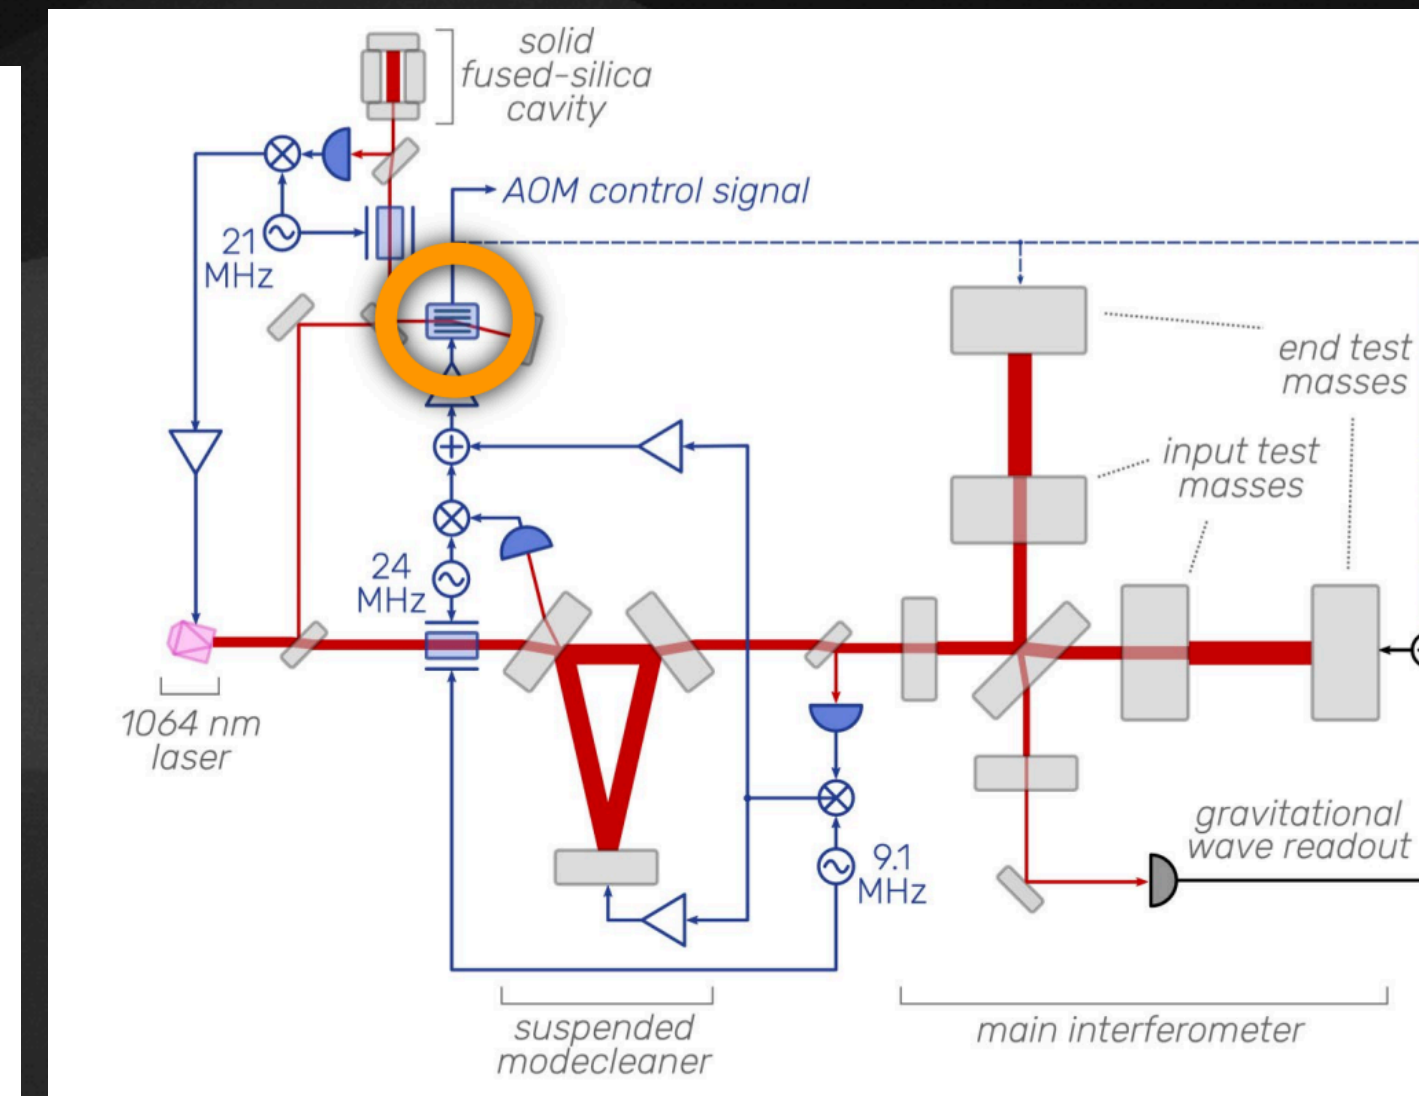 solid
fused-silica
cavity
AOM control signal
21
MHz
end test
masses
input test
masses
24
MHz
1064 nm
laser
gravitational
wave readout
9.1
MHz
suspended
modecleaner
main interferometer